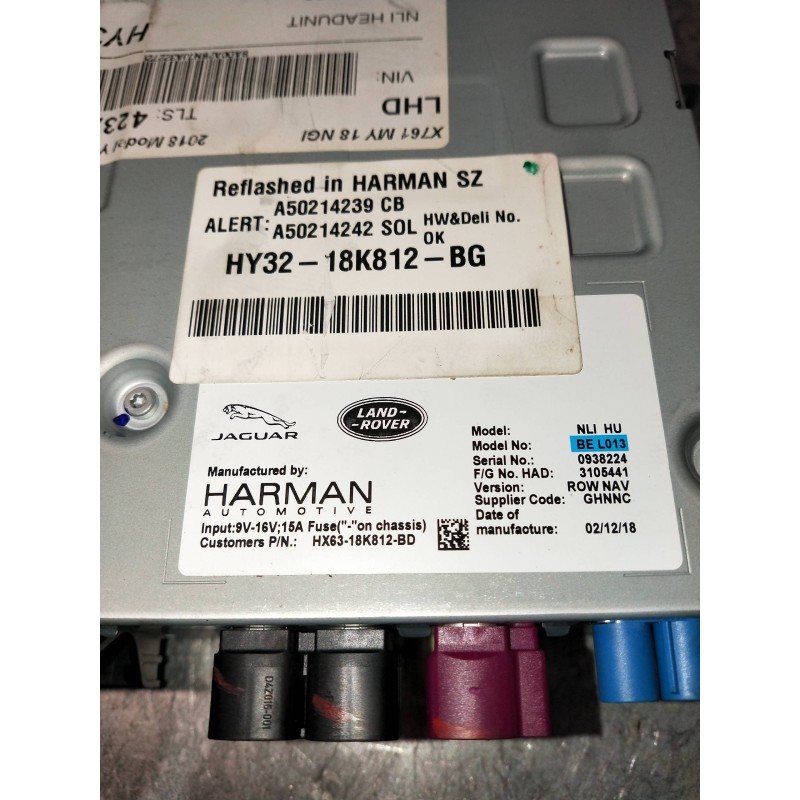 HY3
NLI HEADUNIT
VIN:
LHD
TLS: 423
X761 MY 18 NGI
2018 Model Y
Reflashed in HARMAN SZ
ALERT: A50214239 CB
A50214242 SOL HW&Deli No. OK
HY32-18K812-BG
JAGUAR
LAND-
-ROVER
Manufactured by:
HARMAN
AUTOMOTIVE
Input:9V-16V;15A Fuse("-"on chassis)
Customers P/N.: HX63-18K812-BD
Model: NLI HU
Model No: BE L013
Serial No.: 0938224
F/G No. HAD: 3105441
Version: ROW NAV
Supplier Code: GHNNC
Date of
manufacture: 02/12/18
D4Z016-001